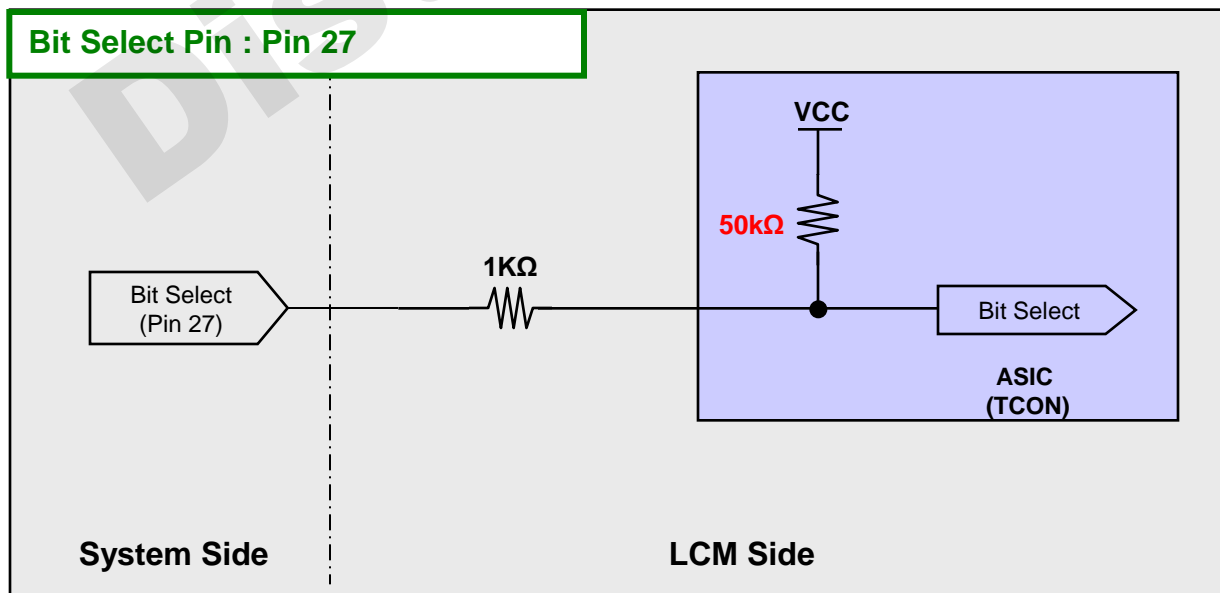 Bit Select Pin : Pin 27
VCC
50kΩ
1KΩ
Bit Select
(Pin 27)
Bit Select
ASIC
(TCON)
System Side
LCM Side